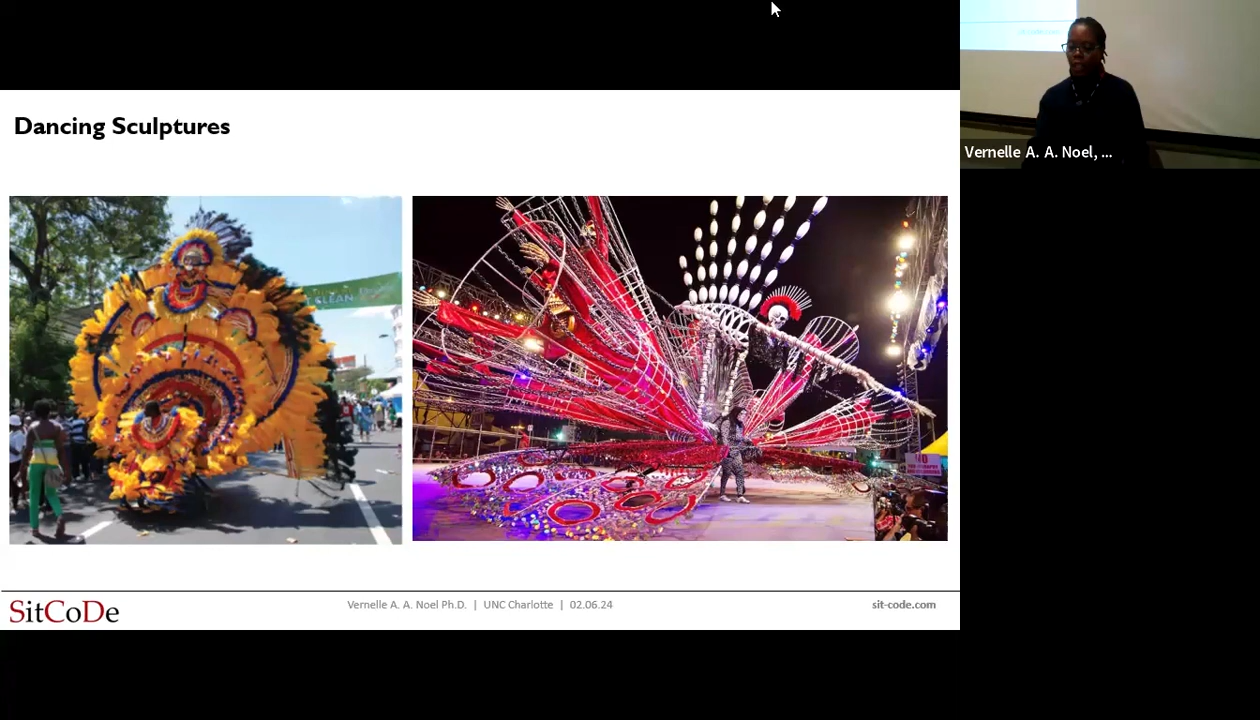 Dancing Sculptures
CLEAN
Vernelle A. A. Noel, ...
SitCoDe
Vernelle A. A. Noel Ph.D. | UNC Charlotte | 02.06.24
sit-code.com